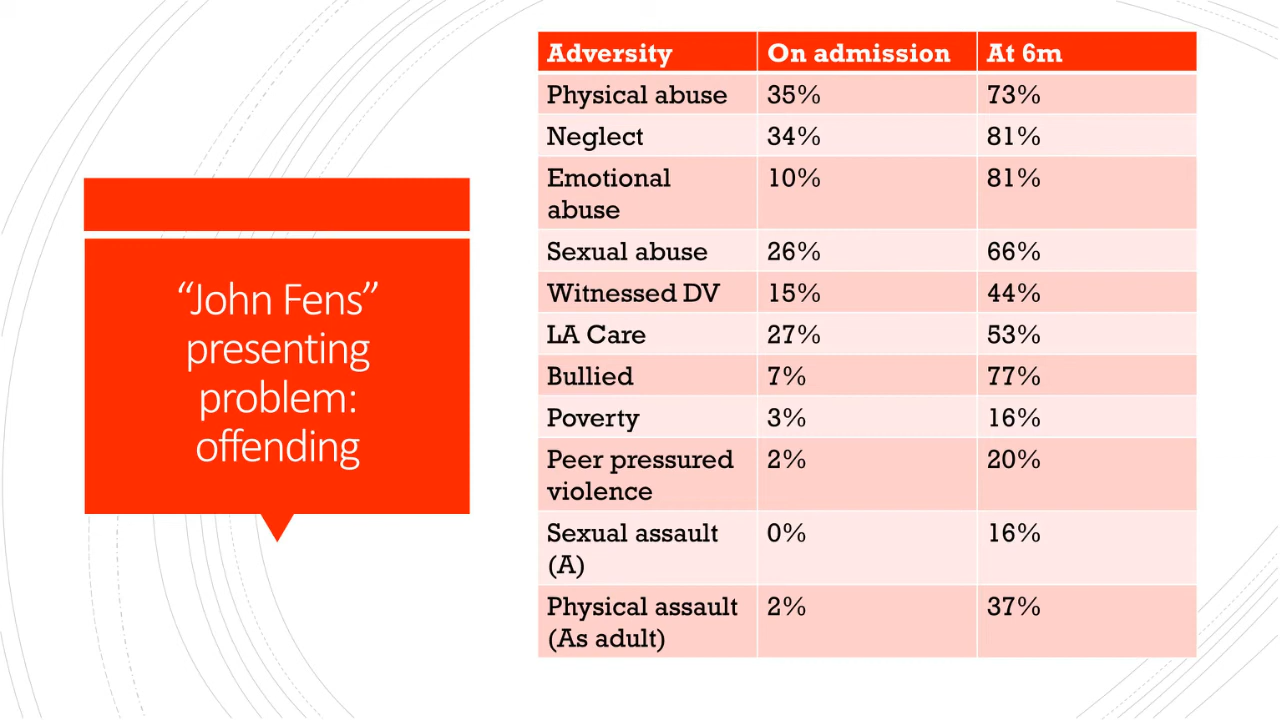 “John Fens”
presenting
problem:
offending
Adversity On admission At 6m
Physical abuse 35% 73%
Neglect 34% 81%
Emotional 10% 81%
abuse
Sexual abuse 26% 66%
Witnessed DV 15% 44%
LA Care 27% 53%
Bullied 7% 77%
Poverty 3% 16%
Peer pressured 2% 20%
violence
Sexual assault 0% 16%
(A)
Physical assault 2% 37%
(As adult)